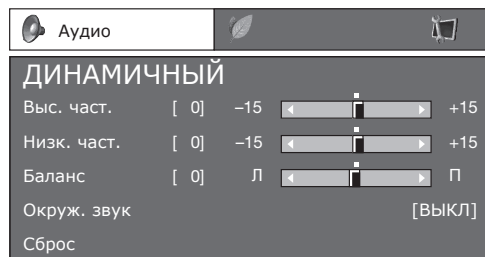 Аудио
ДИНАМИЧНЫЙ
Выс. част. [ 0] –15 +15
Низк. част. [ 0] –15 +15
Баланс [ 0] Л П
Окруж. звук [ВЫКЛ]
Сброс